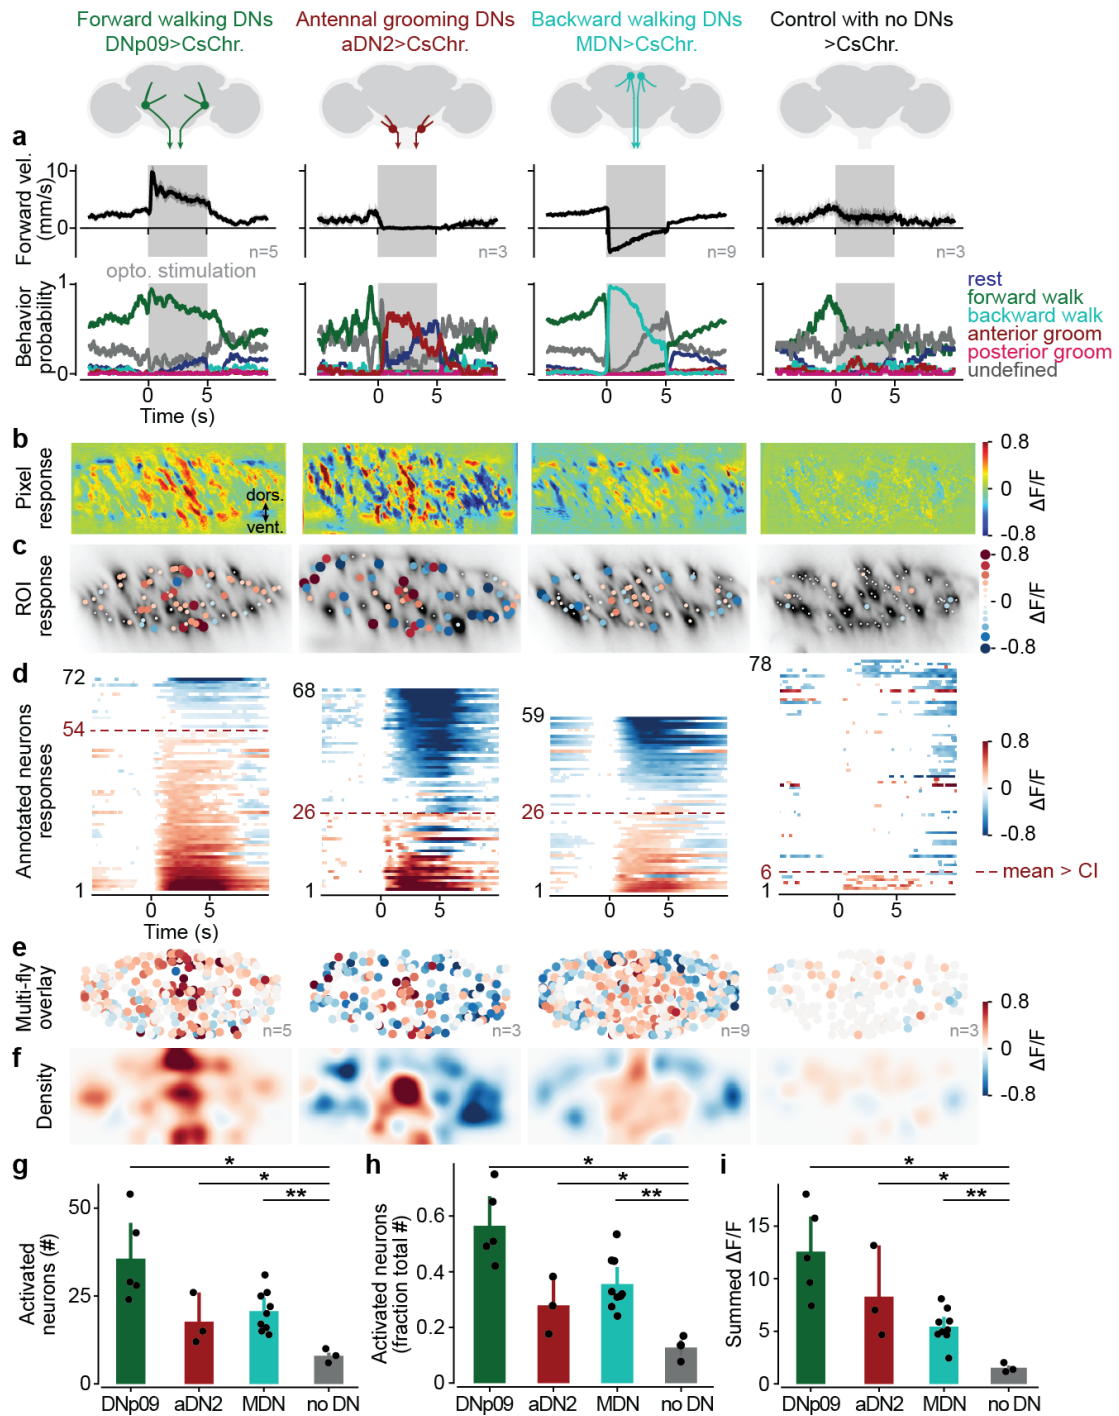 Forward walking DNs
DNp09>CsChr.
Antennal grooming DNs
aDN2>CsChr.
Backward walking DNs
MDN>CsChr.
Control with no DNs
>CsChr.
a
Forward vel.
(mm/s)
10
0
n=5
n=3
n=9
n=3
opto. stimulation
Behavior
probability
1
0
0 5
0 5
0 5
0 5
Time (s)
rest
forward walk
backward walk
anterior groom
posterior groom
undefined
b
Pixel
response
dors.
vent.
0.8
0
-0.8
ΔF/F
c
ROI
response
0.8
0
-0.8
ΔF/F
d
Annotated neurons
responses
72
54
1
68
26
1
59
26
1
78
6
1
0.8
0
-0.8
ΔF/F
mean > CI
0 5
0 5
0 5
0 5
Time (s)
e
Multi-fly
overlay
n=5
n=3
n=9
n=3
f
Density
0.8
0
-0.8
ΔF/F
g
Activated
neurons (#)
50
25
0
* * **
DNp09 aDN2 MDN no DN
h
Activated neurons
(fraction total #)
0.6
0.4
0.2
0
* * **
DNp09 aDN2 MDN no DN
i
Summed ΔF/F
15
10
5
0
* * **
DNp09 aDN2 MDN no DN